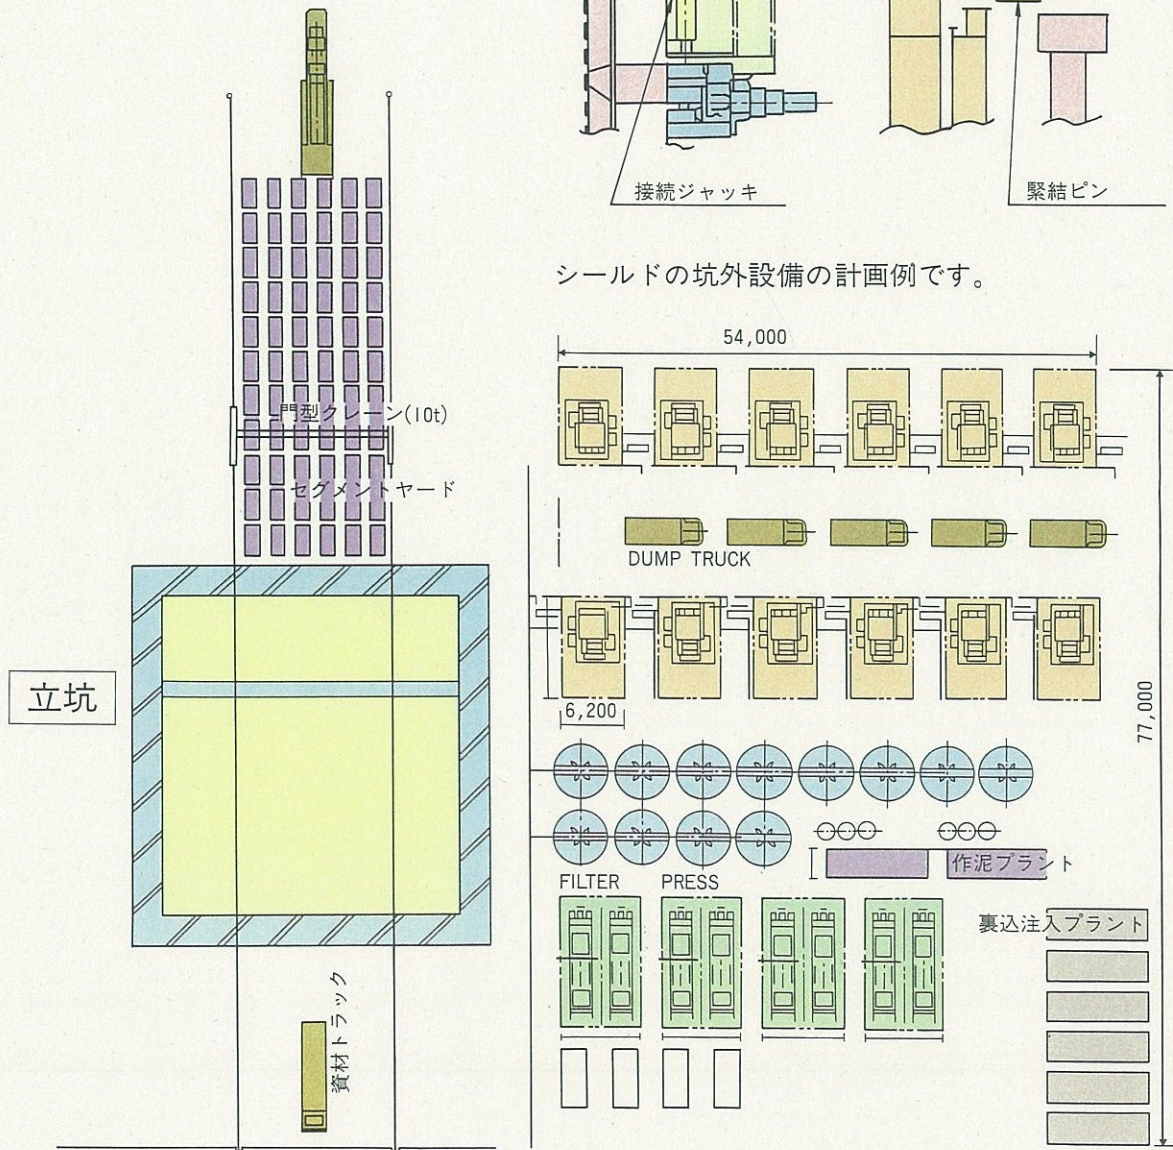 接続ジャッキ
緊結ピン
シールドの坑外設備の計画例です。
54,000
門型クレーン(10t)
セグメントヤード
DUMP TRUCK
立坑
6,200
77,000
FILTER PRESS
作泥プラント
裏込注入プラント
資材トラック